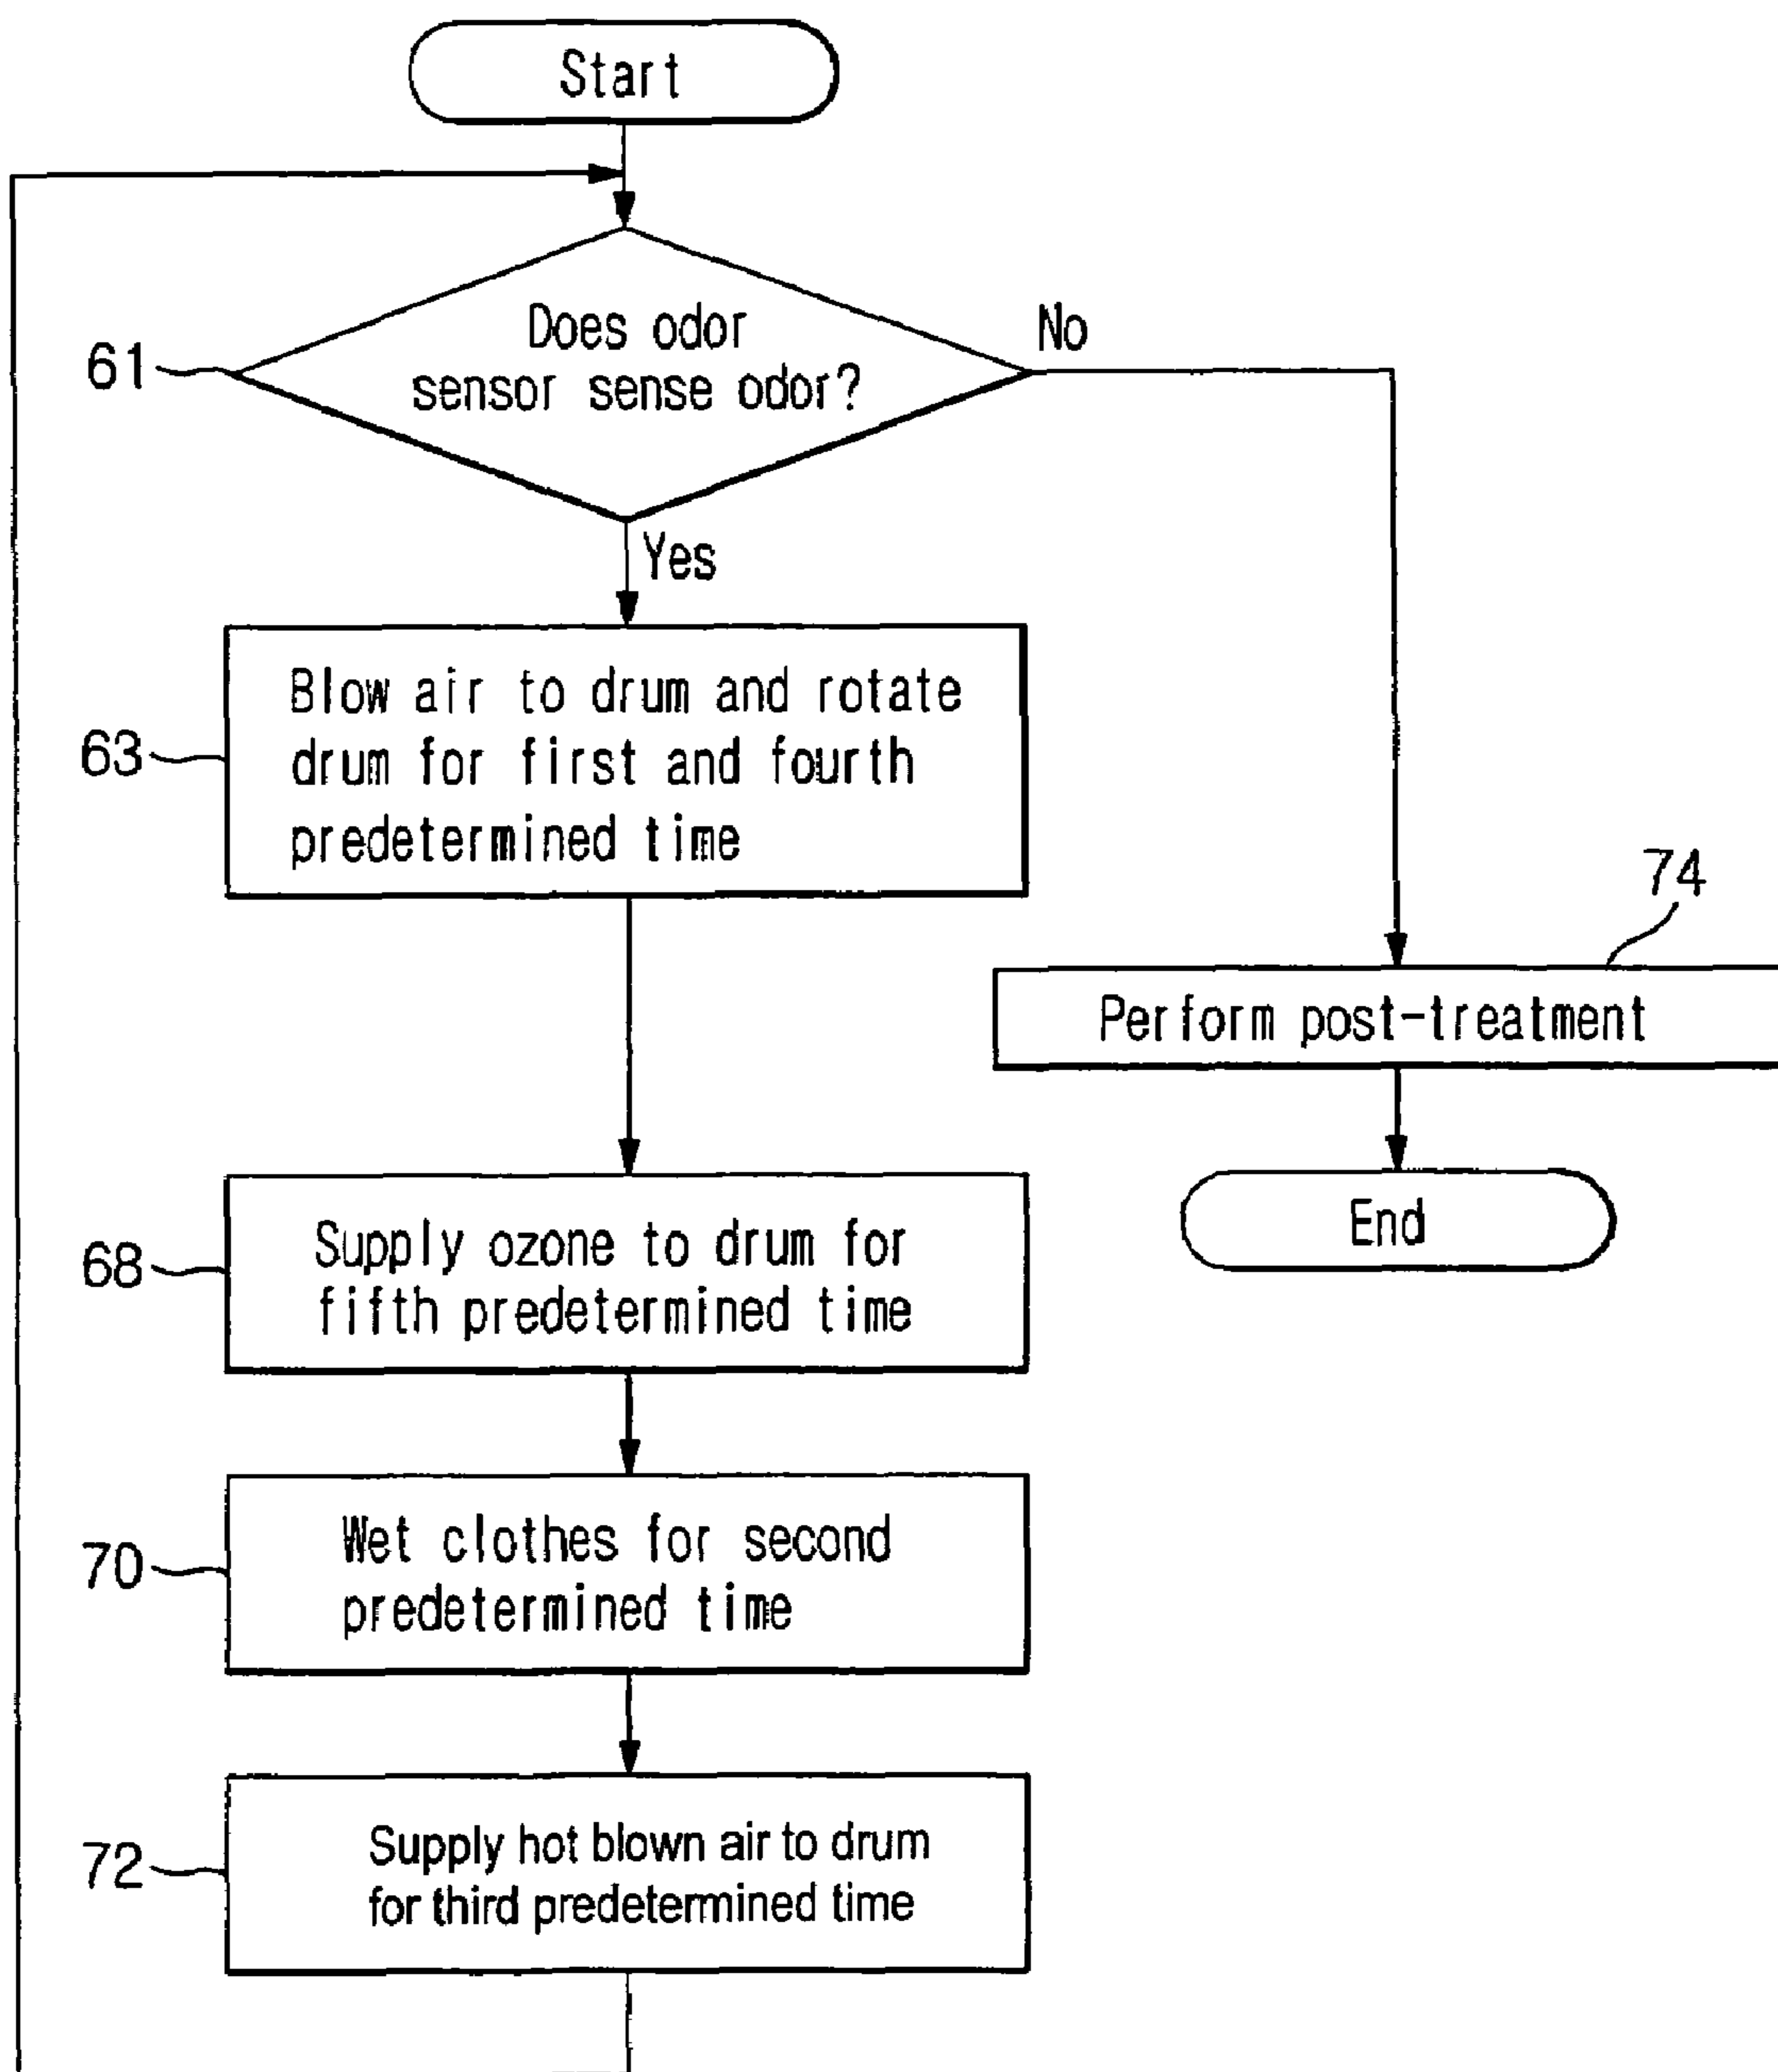 Start
Does odor
sensor sense odor?
61
No
Yes
Blow air to drum and rotate
drum for first and fourth
predetermined time
63
74
Perform post-treatment
End
Supply ozone to drum for
fifth predetermined time
68
Wet clothes for second
predetermined time
70
Supply hot blown air to drum
for third predetermined time
72